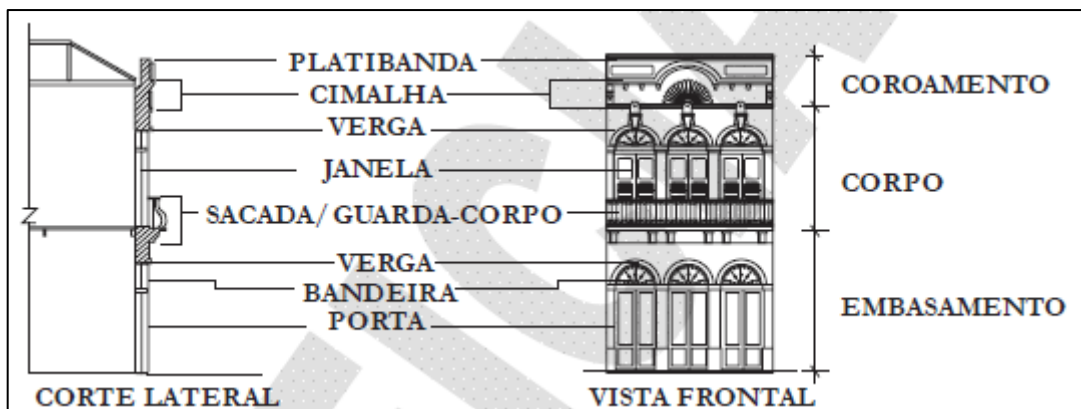 PLATIBANDA
CIMALHA
VERGA
JANELA
SACADA/ GUARDA-CORPO
VERGA
BANDEIRA
PORTA
COROAMENTO
CORPO
EMBASAMENTO
CORTE LATERAL
VISTA FRONTAL